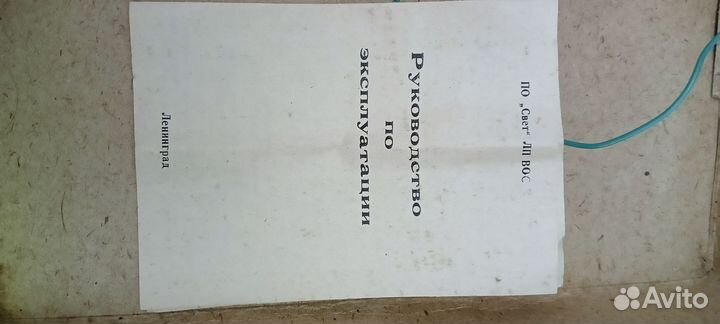 ПО „Свет“ ЛП ВОС
Руководство
по
эксплуатации
Ленинград
Avito